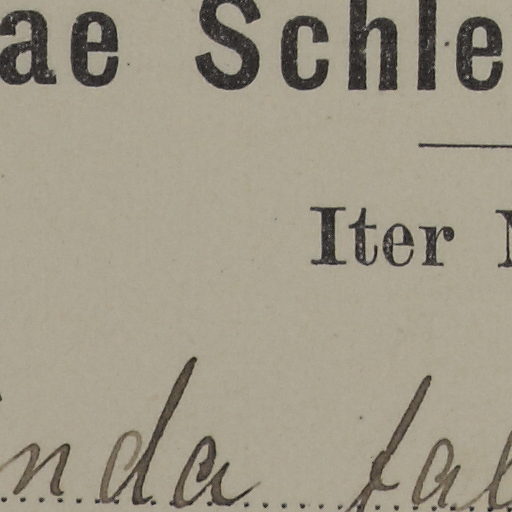 ae Schle
Iter
nda fal